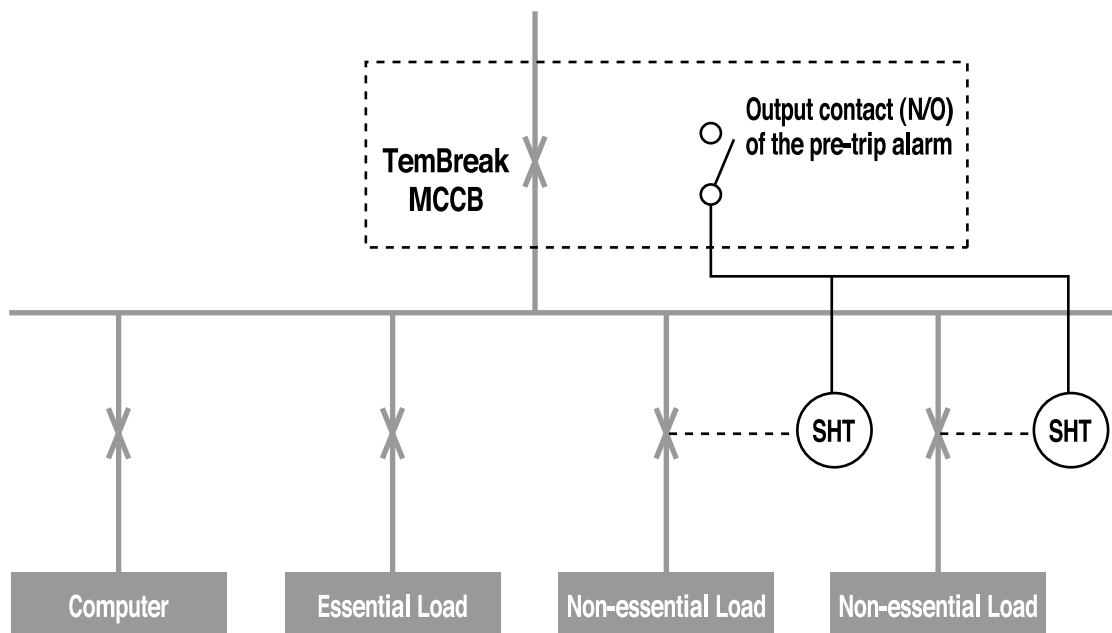 Output contact (N/O)
of the pre-trip alarm
TemBreak
MCCB
SHT
SHT
Computer
Essential Load
Non-essential Load
Non-essential Load